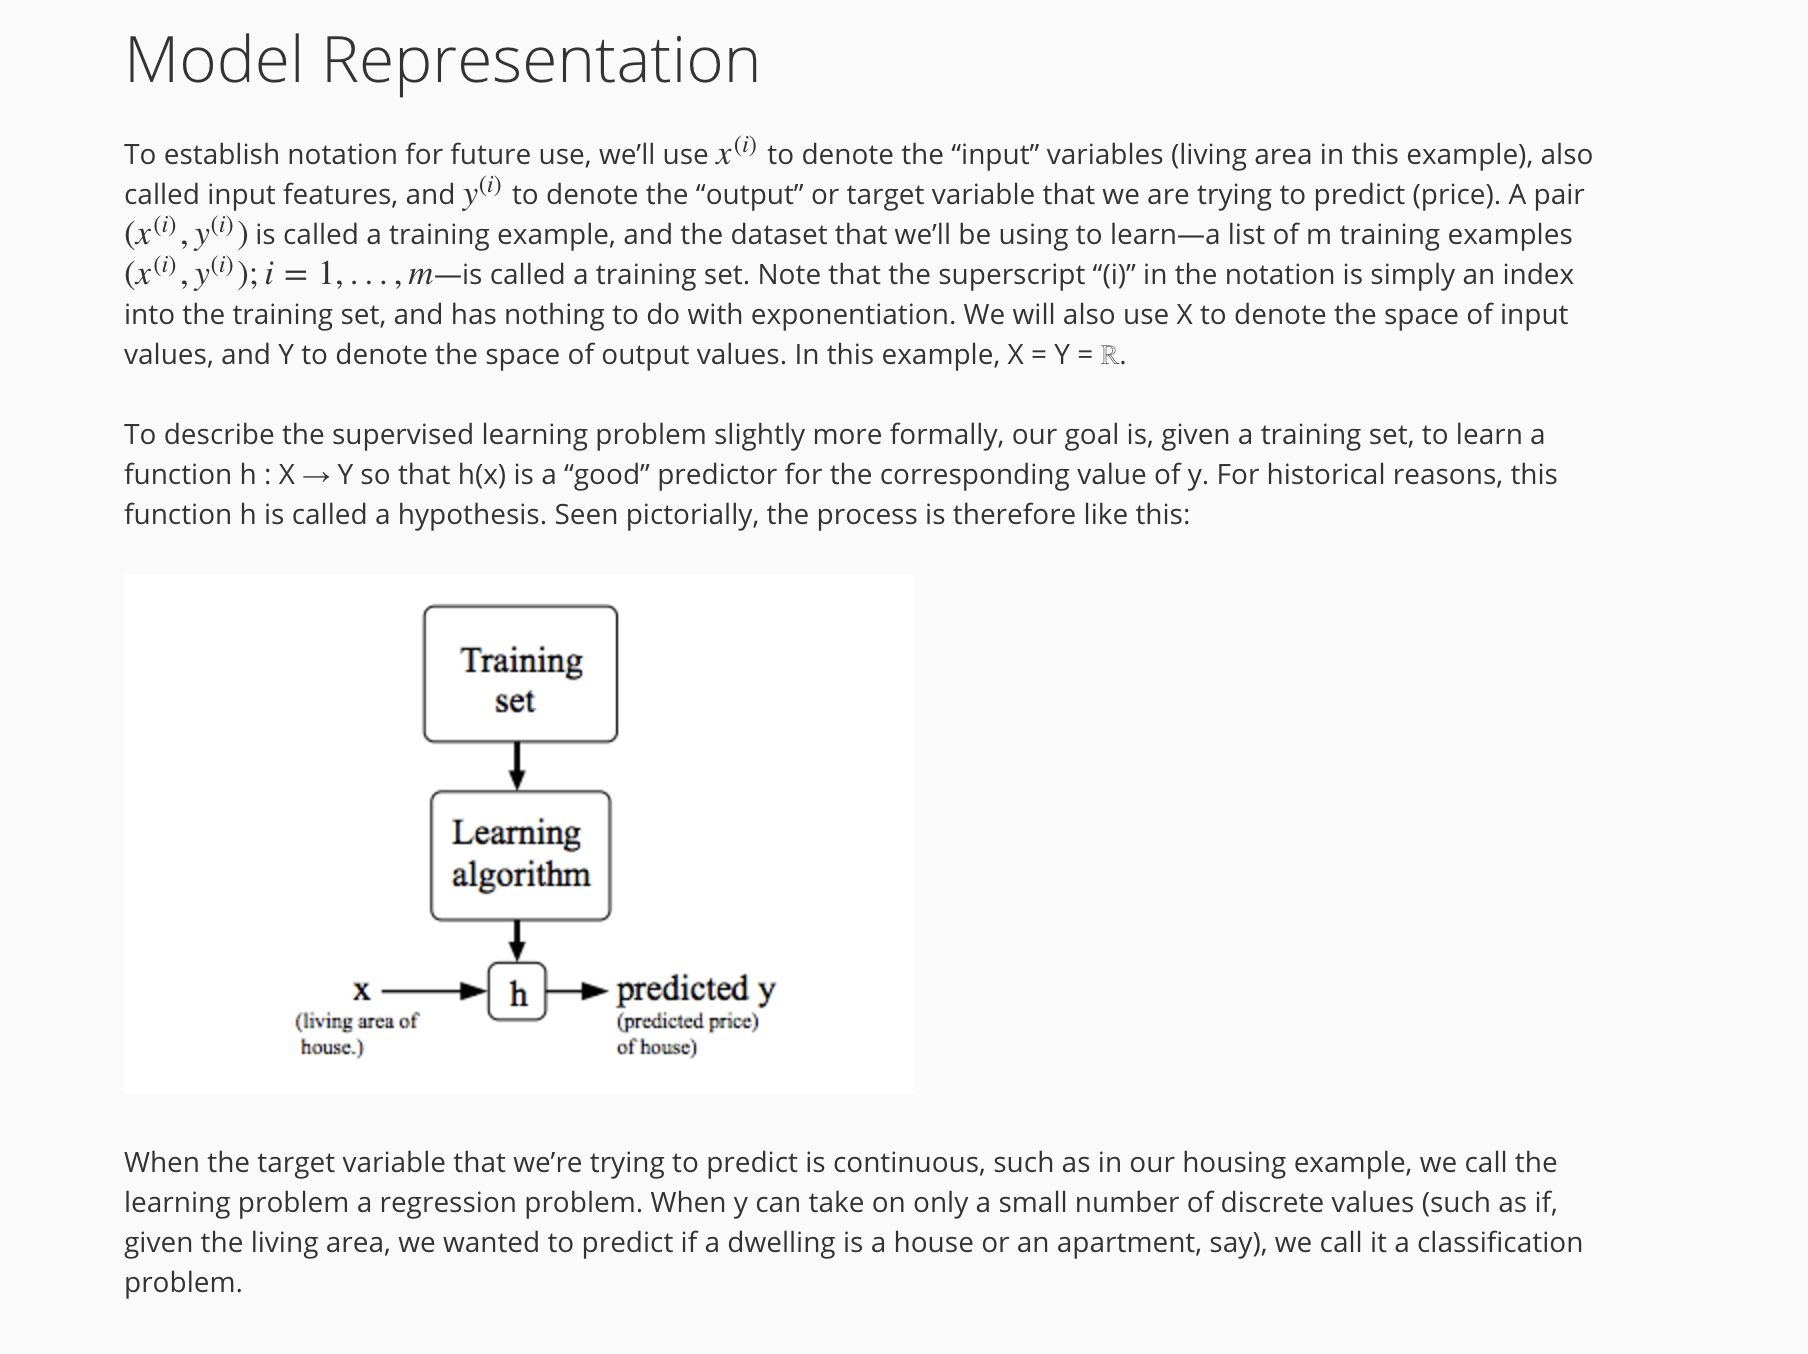 Model Representation
To establish notation for future use, we’ll use x⁽ⁱ⁾ to denote the “input” variables (living area in this example), also
called input features, and y⁽ⁱ⁾ to denote the “output” or target variable that we are trying to predict (price). A pair
(x⁽ⁱ⁾, y⁽ⁱ⁾) is called a training example, and the dataset that we’ll be using to learn—a list of m training examples
(x⁽ⁱ⁾, y⁽ⁱ⁾); i = 1, . . . , m—is called a training set. Note that the superscript “(i)” in the notation is simply an index
into the training set, and has nothing to do with exponentiation. We will also use X to denote the space of input
values, and Y to denote the space of output values. In this example, X = Y = ℝ.
To describe the supervised learning problem slightly more formally, our goal is, given a training set, to learn a
function h : X → Y so that h(x) is a “good” predictor for the corresponding value of y. For historical reasons, this
function h is called a hypothesis. Seen pictorially, the process is therefore like this:
Training
set
Learning
algorithm
x
h
predicted y
(living area of
house.)
(predicted price)
of house)
When the target variable that we’re trying to predict is continuous, such as in our housing example, we call the
learning problem a regression problem. When y can take on only a small number of discrete values (such as if,
given the living area, we wanted to predict if a dwelling is a house or an apartment, say), we call it a classification
problem.